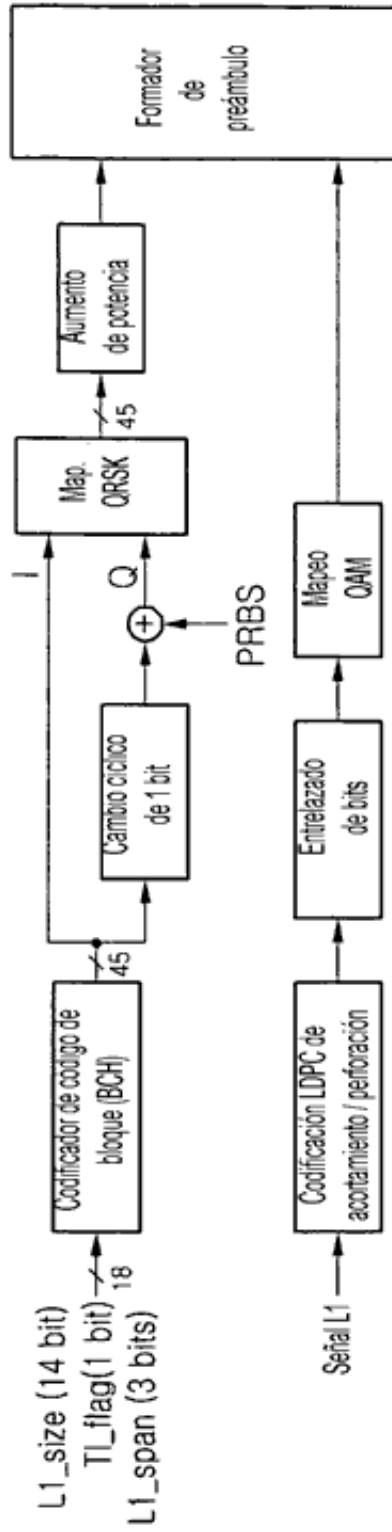 L1_size (14 bit)
TI_flag(1 bit)
L1_span (3 bits)
18
Codificador de código de
bloque (BCH)
45
I
Cambio cíclico
de 1 bit
Q
PRBS
Map.
QRSK
45
Aumento
de potencia
Formador
de
preámbulo
Señal L1
Codificación LDPC de
acortamiento / perforación
Entrelazado
de bits
Mapeo
QAM